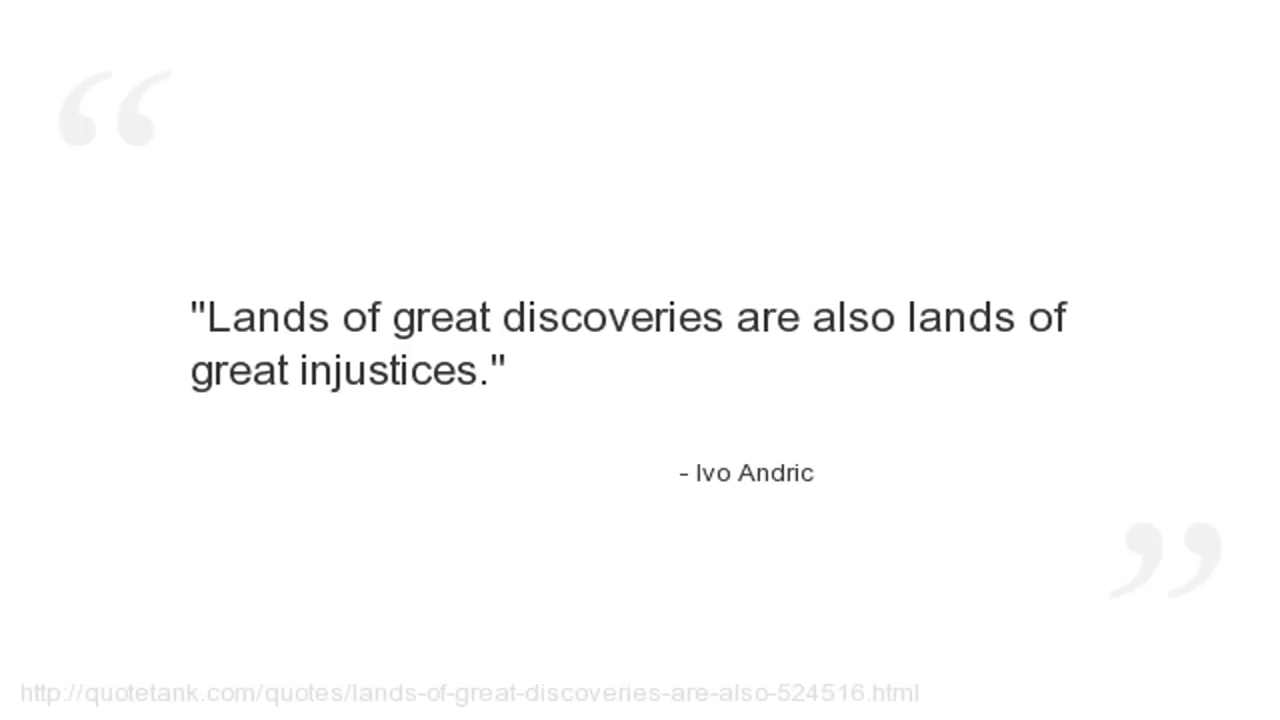 "Lands of great discoveries are also lands of
great injustices."
- Ivo Andric
http://quotetank.com/quotes/lands-of-great-discoveries-are-also-524516.html